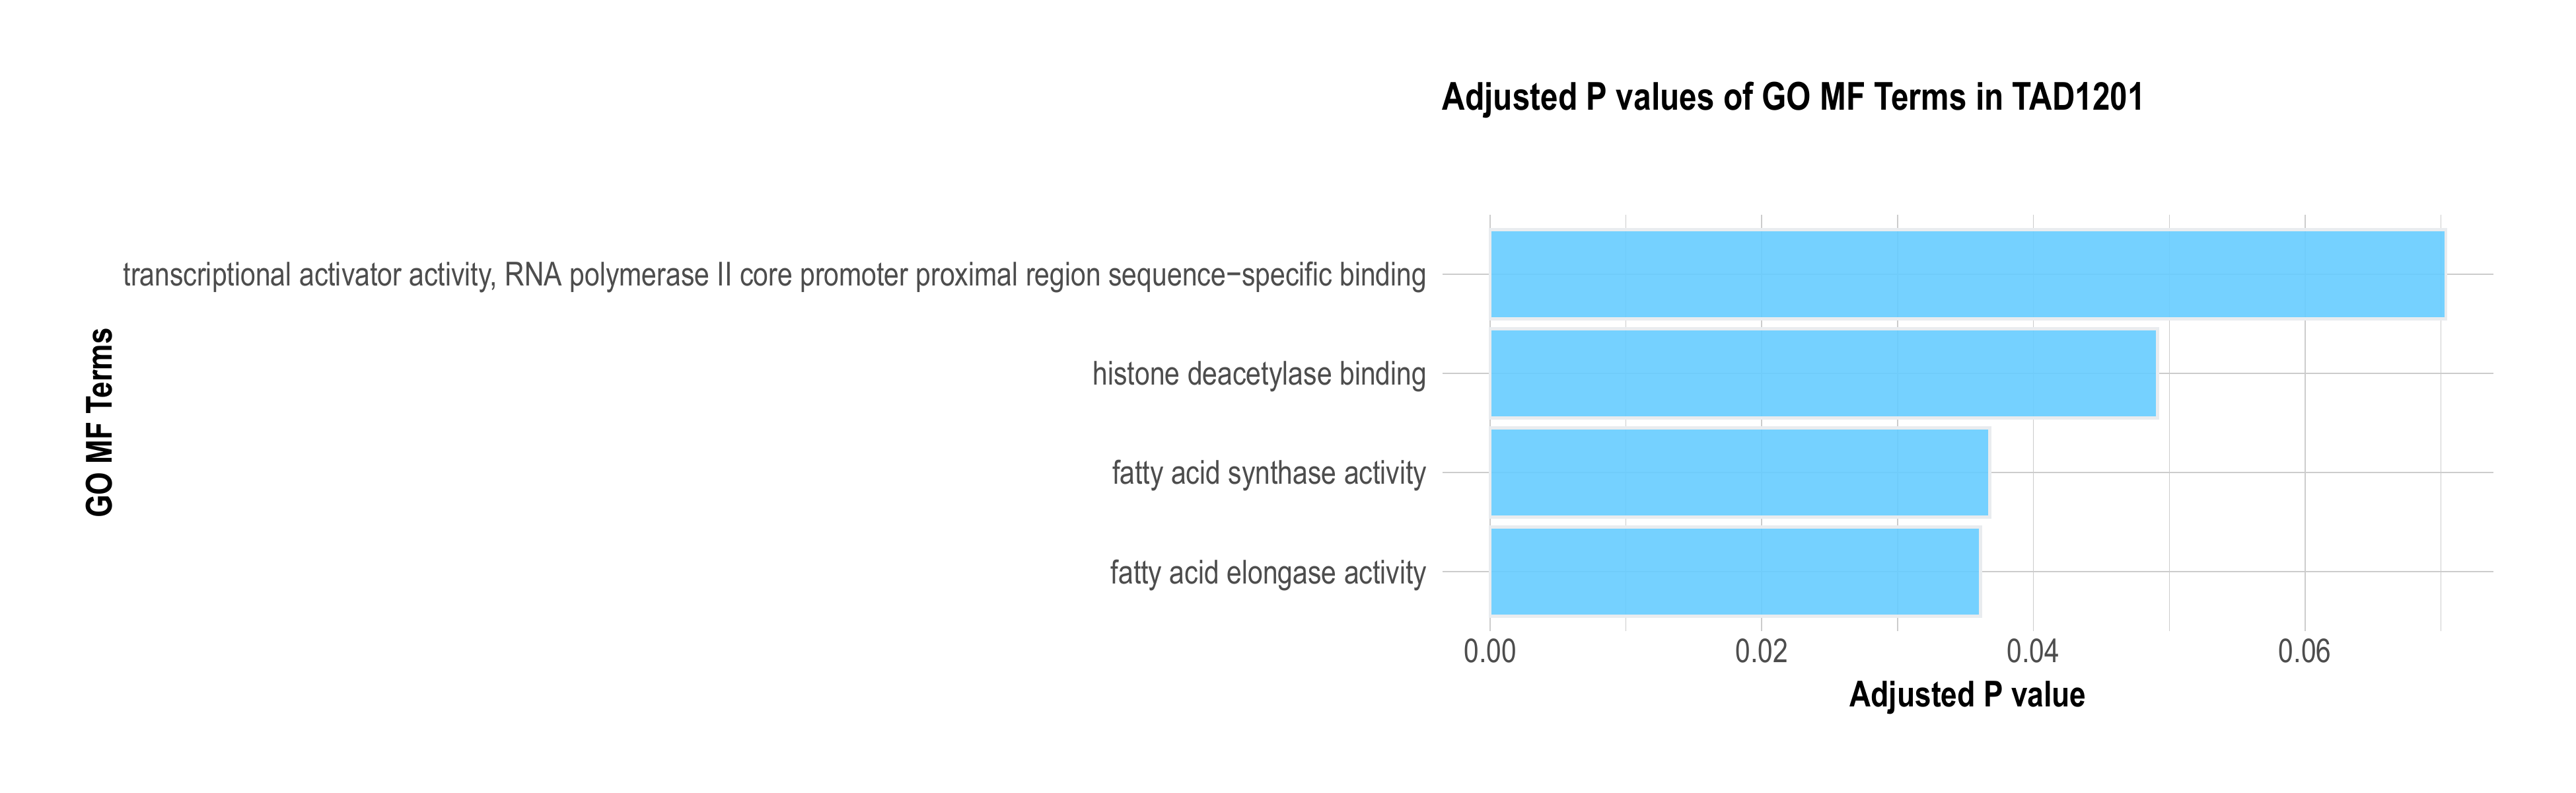 Adjusted P values of GO MF Terms in TAD1201
GO MF Terms
transcriptional activator activity, RNA polymerase II core promoter proximal region sequence−specific binding
histone deacetylase binding
fatty acid synthase activity
fatty acid elongase activity
0.00 0.02 0.04 0.06
Adjusted P value